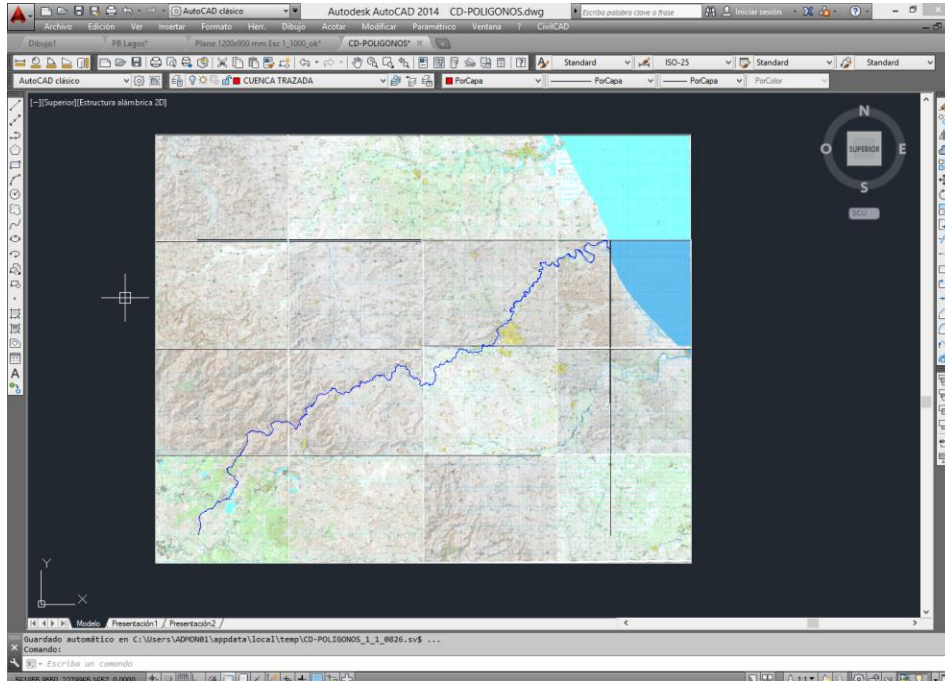 AutoCAD clásico
Autodesk AutoCAD 2014 CD-POLIGONOS.dwg
Escriba palabra clave o frase
Iniciar sesión
Archivo Edición Ver Insertar Formato Herr. Dibujo Acotar Modificar Paramétrico Ventana ? CivilCAD
Dibujo1 PB Lagos* Plano 1200x900 mm Esc 1_1000_ok* CD-POLIGONOS*
Standard ISO-25 Standard Standard
AutoCAD clásico CUENCA TRAZADA PorCapa PorCapa PorCapa PorColor
[-][Superior][Estructura alámbrica 2D]
N
O SUPERIOR E
S
SCU
Y
X
Modelo Presentación1 Presentación2
Guardado automático en C:\Users\ADMON01\appdata\local\temp\CD-POLIGONOS_1_1_0826.sv$ ...
Comando:
Escriba un comando
A 1:1